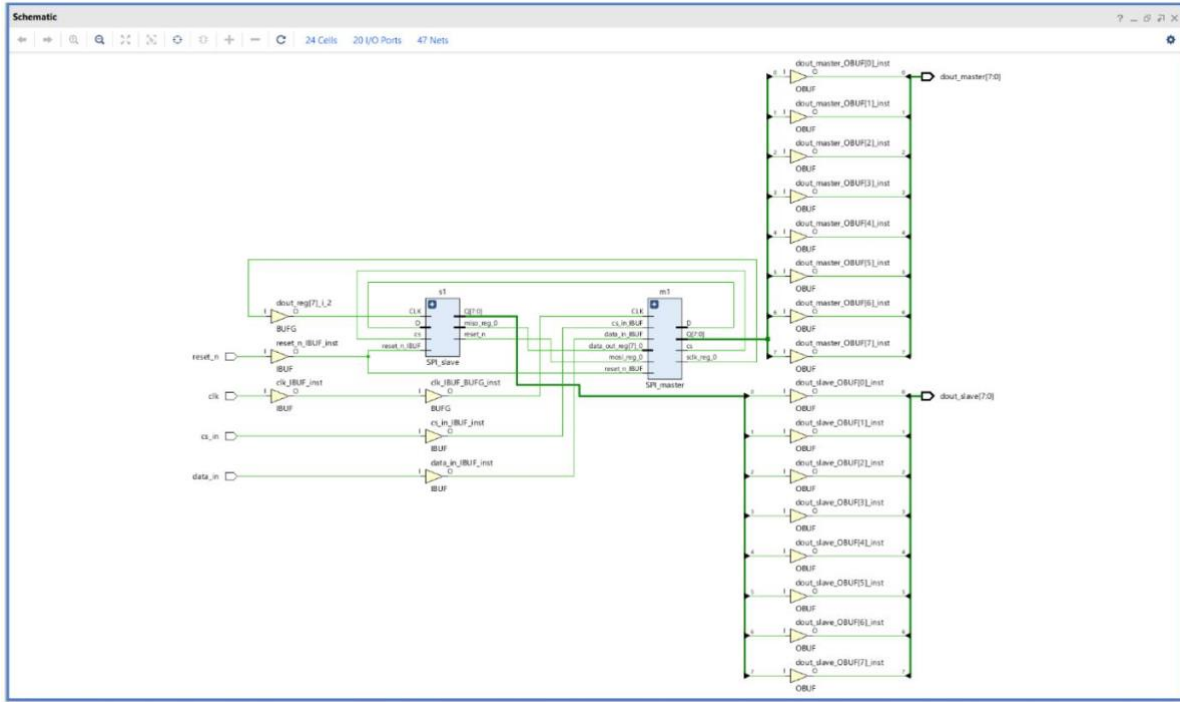 Schematic
24 Cells 20 I/O Ports 47 Nets
dout_master_OBUF[0]_inst
I O
OBUF
dout_master[7:0]
dout_master_OBUF[1]_inst
I O
OBUF
dout_master_OBUF[2]_inst
I O
OBUF
dout_master_OBUF[3]_inst
I O
OBUF
dout_master_OBUF[4]_inst
I O
OBUF
dout_master_OBUF[5]_inst
I O
OBUF
dout_master_OBUF[6]_inst
I O
OBUF
dout_master_OBUF[7]_inst
I O
OBUF
s1
CLK
D
cs
reset_n_IBUF
Q[7:0]
miso_reg_0
reset_n
SPI_slave
m1
CLK
cs_in_IBUF
data_in_IBUF
data_out_reg[7]_0
mosi_reg_0
reset_n_IBUF
D
Q[7:0]
cs
sclk_reg_0
SPI_master
dout_reg[7]_i_2
I O
BUFG
reset_n
reset_n_IBUF_inst
I O
IBUF
clk
clk_IBUF_inst
I O
IBUF
clk_IBUF_BUFG_inst
I O
BUFG
cs_in
cs_in_IBUF_inst
I O
IBUF
data_in
data_in_IBUF_inst
I O
IBUF
dout_slave_OBUF[0]_inst
I O
OBUF
dout_slave[7:0]
dout_slave_OBUF[1]_inst
I O
OBUF
dout_slave_OBUF[2]_inst
I O
OBUF
dout_slave_OBUF[3]_inst
I O
OBUF
dout_slave_OBUF[4]_inst
I O
OBUF
dout_slave_OBUF[5]_inst
I O
OBUF
dout_slave_OBUF[6]_inst
I O
OBUF
dout_slave_OBUF[7]_inst
I O
OBUF